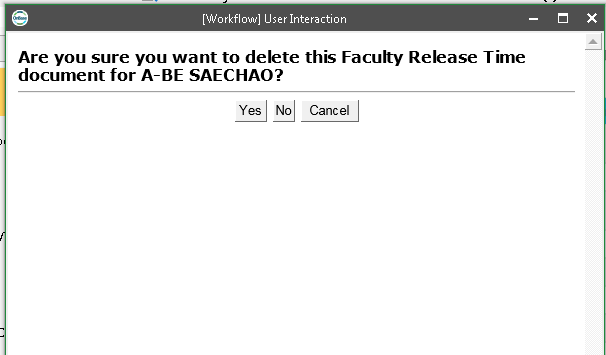 [Workflow] User Interaction
Are you sure you want to delete this Faculty Release Time
document for A-BE SAECHAO?
Yes No Cancel